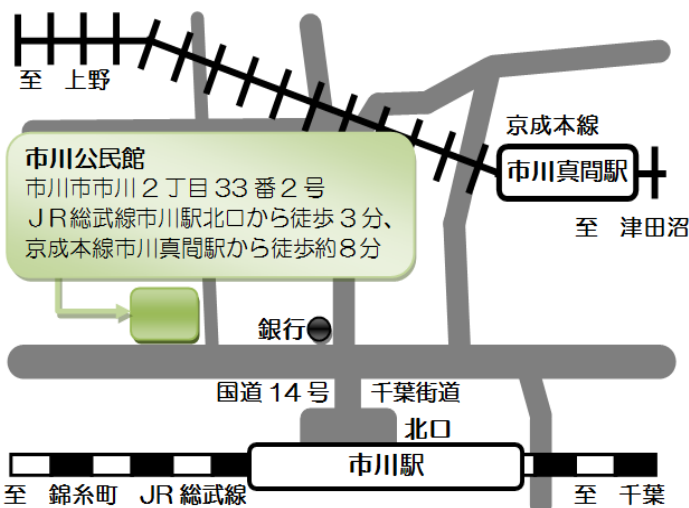 至 上野
京成本線
市川真間駅
至 津田沼
市川公民館
市川市市川２丁目33番2号
ＪＲ総武線市川駅北口から徒歩３分、
京成本線市川真間駅から徒歩約８分
銀行
国道14号 千葉街道
北口
市川駅
至 錦糸町 JR総武線
至 千葉